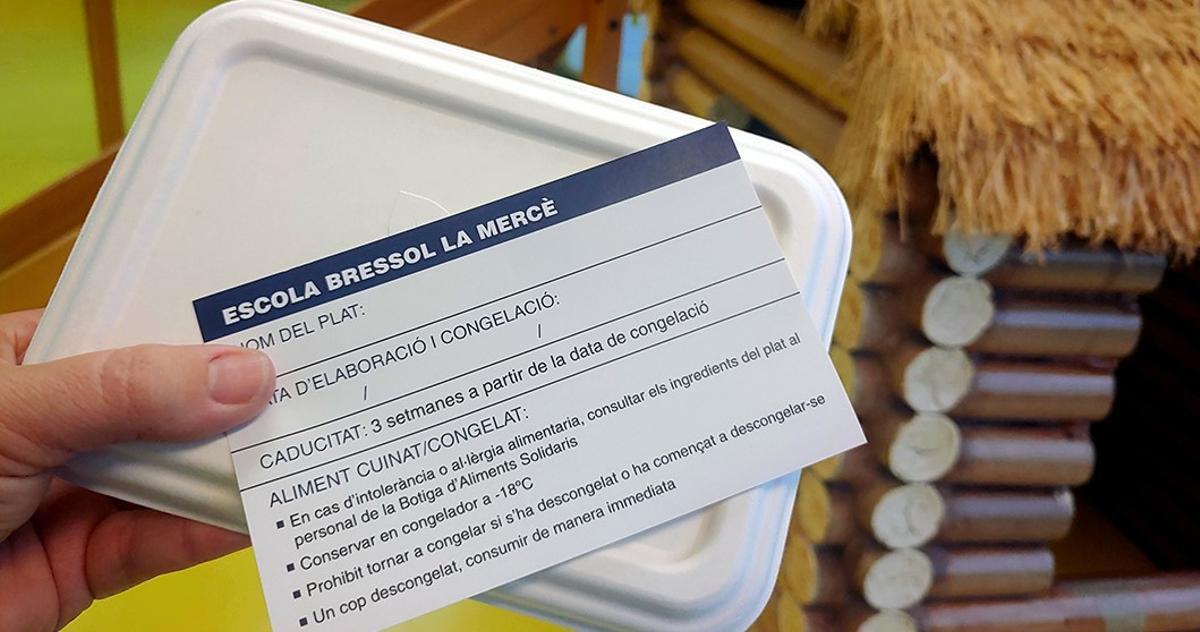 ESCOLA BRESSOL LA MERCÈ
NOM DEL PLAT:
DATA D'ELABORACIÓ I CONGELACIÓ:
/ /
CADUCITAT: 3 setmanes a partir de la data de congelació
ALIMENT CUINAT/CONGELAT:
▪ En cas d'intolerància o al·lèrgia alimentaria, consultar els ingredients del plat al
personal de la Botiga d'Aliments Solidaris
▪ Conservar en congelador a -18ºC
▪ Prohibit tornar a congelar si s'ha descongelat o ha començat a descongelar-se
▪ Un cop descongelat, consumir de manera immediata